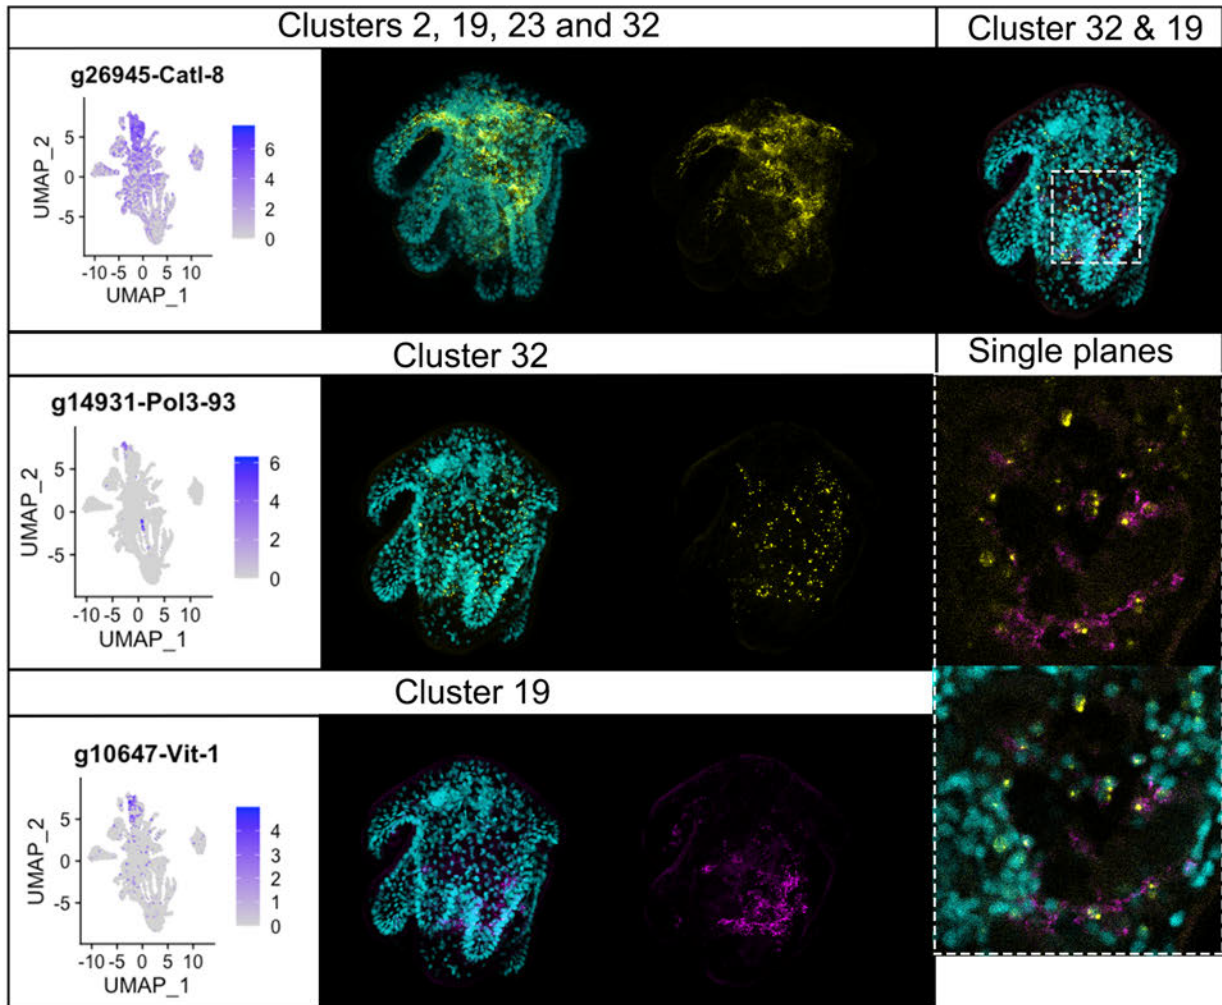 Clusters 2, 19, 23 and 32
Cluster 32 & 19
g26945-Catl-8
UMAP_2
5
0
-5
6
4
2
0
-10 -5 0 5 10
UMAP_1
Cluster 32
Single planes
g14931-Pol3-93
UMAP_2
5
0
-5
6
4
2
0
-10 -5 0 5 10
UMAP_1
Cluster 19
g10647-Vit-1
UMAP_2
5
0
-5
4
3
2
1
0
-10 -5 0 5 10
UMAP_1